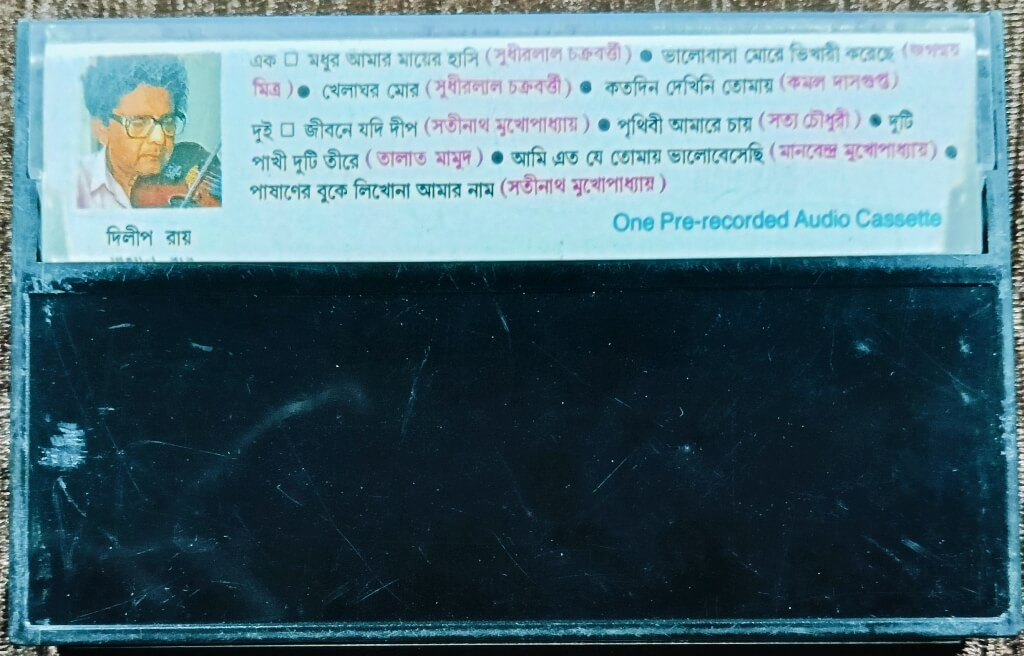 এক □ মধুর আমার মায়ের হাসি (সুধীরলাল চক্রবর্ত্তী) ● ভালোবাসা মোরে ভিখারী করেছে (জগন্ময়
মিত্র) ● খেলাঘর মোর (সুধীরলাল চক্রবর্ত্তী) ● কতদিন দেখিনি তোমায় (কমল দাসগুপ্ত)
দুই □ জীবনে যদি দীপ (সতীনাথ মুখোপাধ্যায়) ● পৃথিবী আমারে চায় (সত্য চৌধুরী) ● দুটি
পাখী দুটি তীরে (তালাত মামুদ) ● আমি এত যে তোমায় ভালোবেসেছি (মানবেন্দ্র মুখোপাধ্যায়) ●
পাষাণের বুকে লিখোনা আমার নাম (সতীনাথ মুখোপাধ্যায়)
One Pre-recorded Audio Cassette
দিলীপ রায়